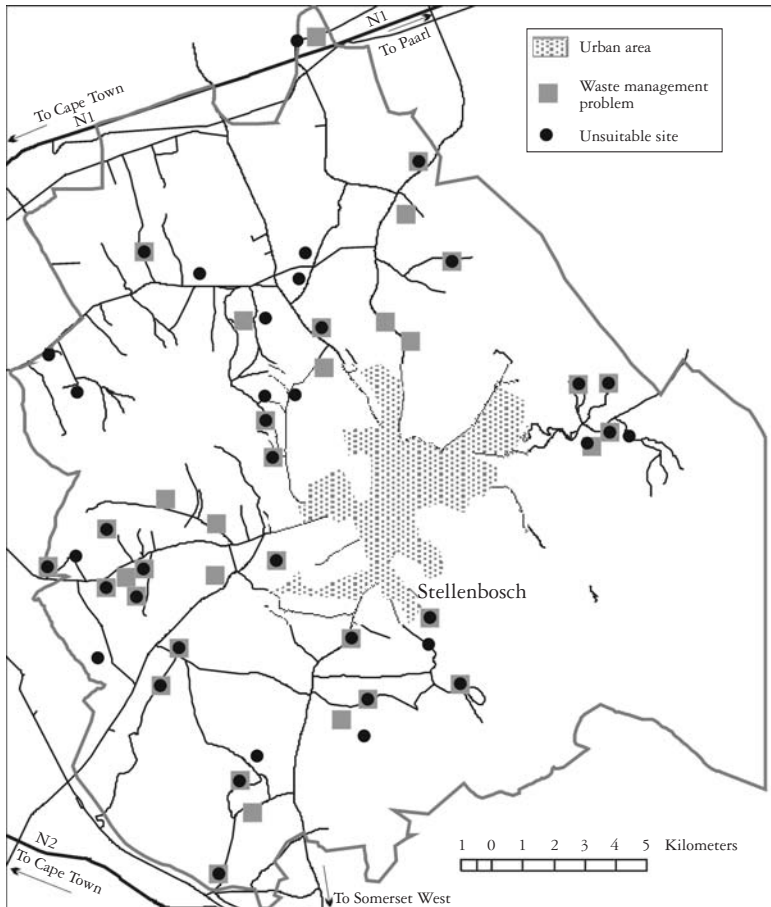 N1
To Paarl
To Cape Town
N1
Urban area
Waste management
problem
Unsuitable site
Stellenbosch
1 0 1 2 3 4 5 Kilometers
N2
To Cape Town
To Somerset West